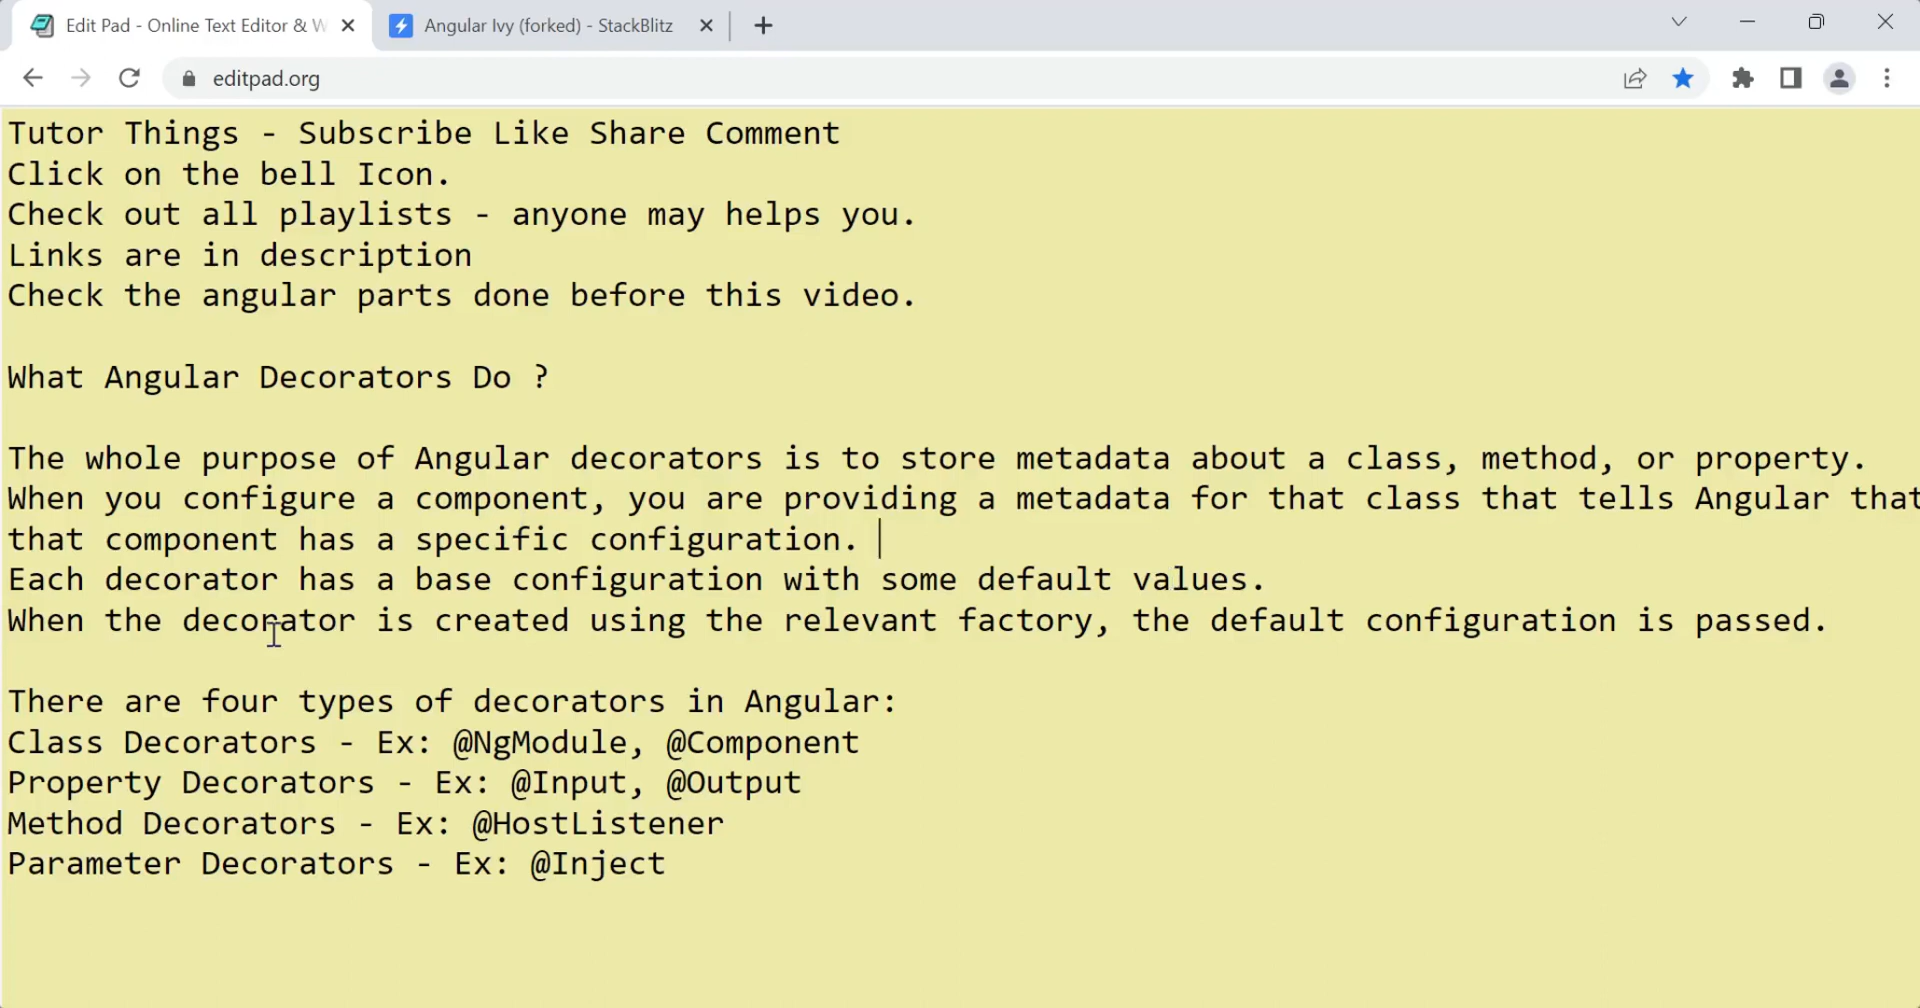 Edit Pad - Online Text Editor & W
Angular Ivy (forked) - StackBlitz
editpad.org
Tutor Things - Subscribe Like Share Comment
Click on the bell Icon.
Check out all playlists - anyone may helps you.
Links are in description
Check the angular parts done before this video.
What Angular Decorators Do ?
The whole purpose of Angular decorators is to store metadata about a class, method, or property.
When you configure a component, you are providing a metadata for that class that tells Angular that
that component has a specific configuration.
Each decorator has a base configuration with some default values.
When the decorator is created using the relevant factory, the default configuration is passed.
There are four types of decorators in Angular:
Class Decorators - Ex: @NgModule, @Component
Property Decorators - Ex: @Input, @Output
Method Decorators - Ex: @HostListener
Parameter Decorators - Ex: @Inject